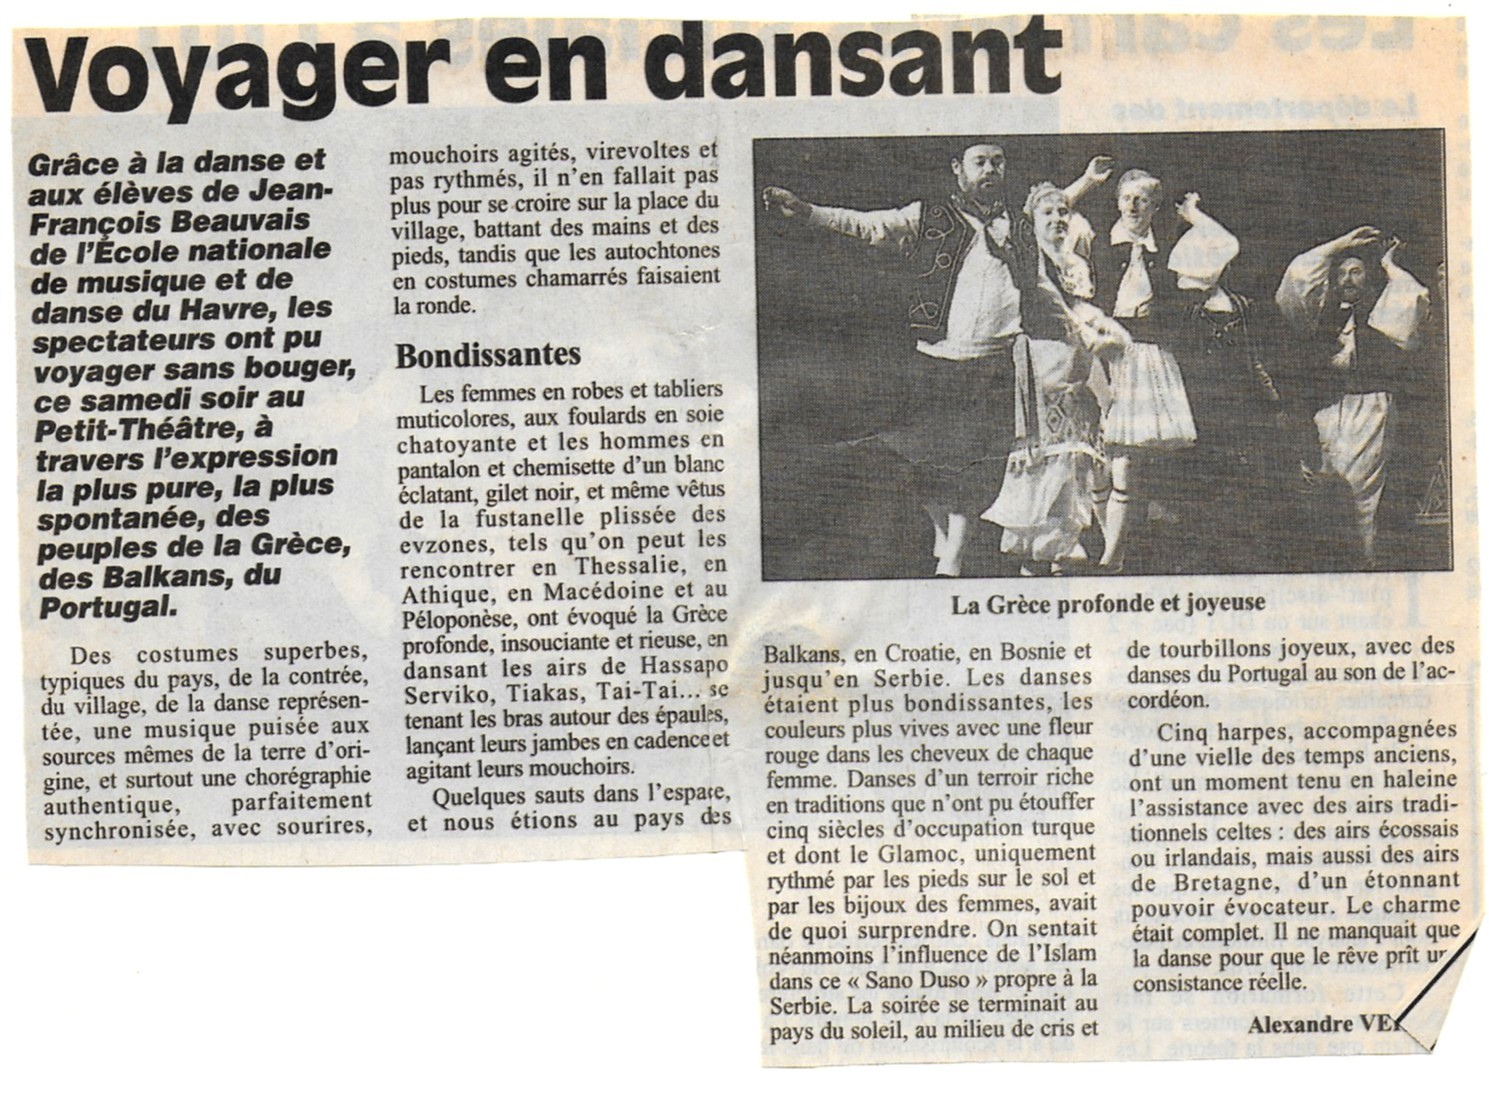 Voyager en dansant
Grâce à la danse et
aux élèves de Jean-
François Beauvais
de l'École nationale
de musique et de
danse du Havre, les
spectateurs ont pu
voyager sans bouger,
ce samedi soir au
Petit-Théâtre, à
travers l'expression
la plus pure, la plus
spontanée, des
peuples de la Grèce,
des Balkans, du
Portugal.
Des costumes superbes,
typiques du pays, de la contrée,
du village, de la danse représen-
tée, une musique puisée aux
sources mêmes de la terre d'ori-
gine, et surtout une chorégraphie
authentique, parfaitement
synchronisée, avec sourires,
mouchoirs agités, virevoltes et
pas rythmés, il n'en fallait pas
plus pour se croire sur la place du
village, battant des mains et des
pieds, tandis que les autochtones
en costumes chamarrés faisaient
la ronde.
Bondissantes
Les femmes en robes et tabliers
muticolores, aux foulards en soie
chatoyante et les hommes en
pantalon et chemisette d'un blanc
éclatant, gilet noir, et même vêtus
de la fustanelle plissée des
evzones, tels qu'on peut les
rencontrer en Thessalie, en
Athique, en Macédoine et au
Péloponèse, ont évoqué la Grèce
profonde, insouciante et rieuse, en
dansant les airs de Hassapo
Serviko, Tiakas, Tai-Tai... se
tenant les bras autour des épaules,
lançant leurs jambes en cadence et
agitant leurs mouchoirs.
Quelques sauts dans l'espace,
et nous étions au pays des
La Grèce profonde et joyeuse
Balkans, en Croatie, en Bosnie et
jusqu'en Serbie. Les danses
étaient plus bondissantes, les
couleurs plus vives avec une fleur
rouge dans les cheveux de chaque
femme. Danses d'un terroir riche
en traditions que n'ont pu étouffer
cinq siècles d'occupation turque
et dont le Glamoc, uniquement
rythmé par les pieds sur le sol et
par les bijoux des femmes, avait
de quoi surprendre. On sentait
néanmoins l'influence de l'Islam
dans ce « Sano Duso » propre à la
Serbie. La soirée se terminait au
pays du soleil, au milieu de cris et
de tourbillons joyeux, avec des
danses du Portugal au son de l'ac-
cordéon.
Cinq harpes, accompagnées
d'une vielle des temps anciens,
ont un moment tenu en haleine
l'assistance avec des airs tradi-
tionnels celtes : des airs écossais
ou irlandais, mais aussi des airs
de Bretagne, d'un étonnant
pouvoir évocateur. Le charme
était complet. Il ne manquait que
la danse pour que le rêve prît
consistance réelle.
Alexandre